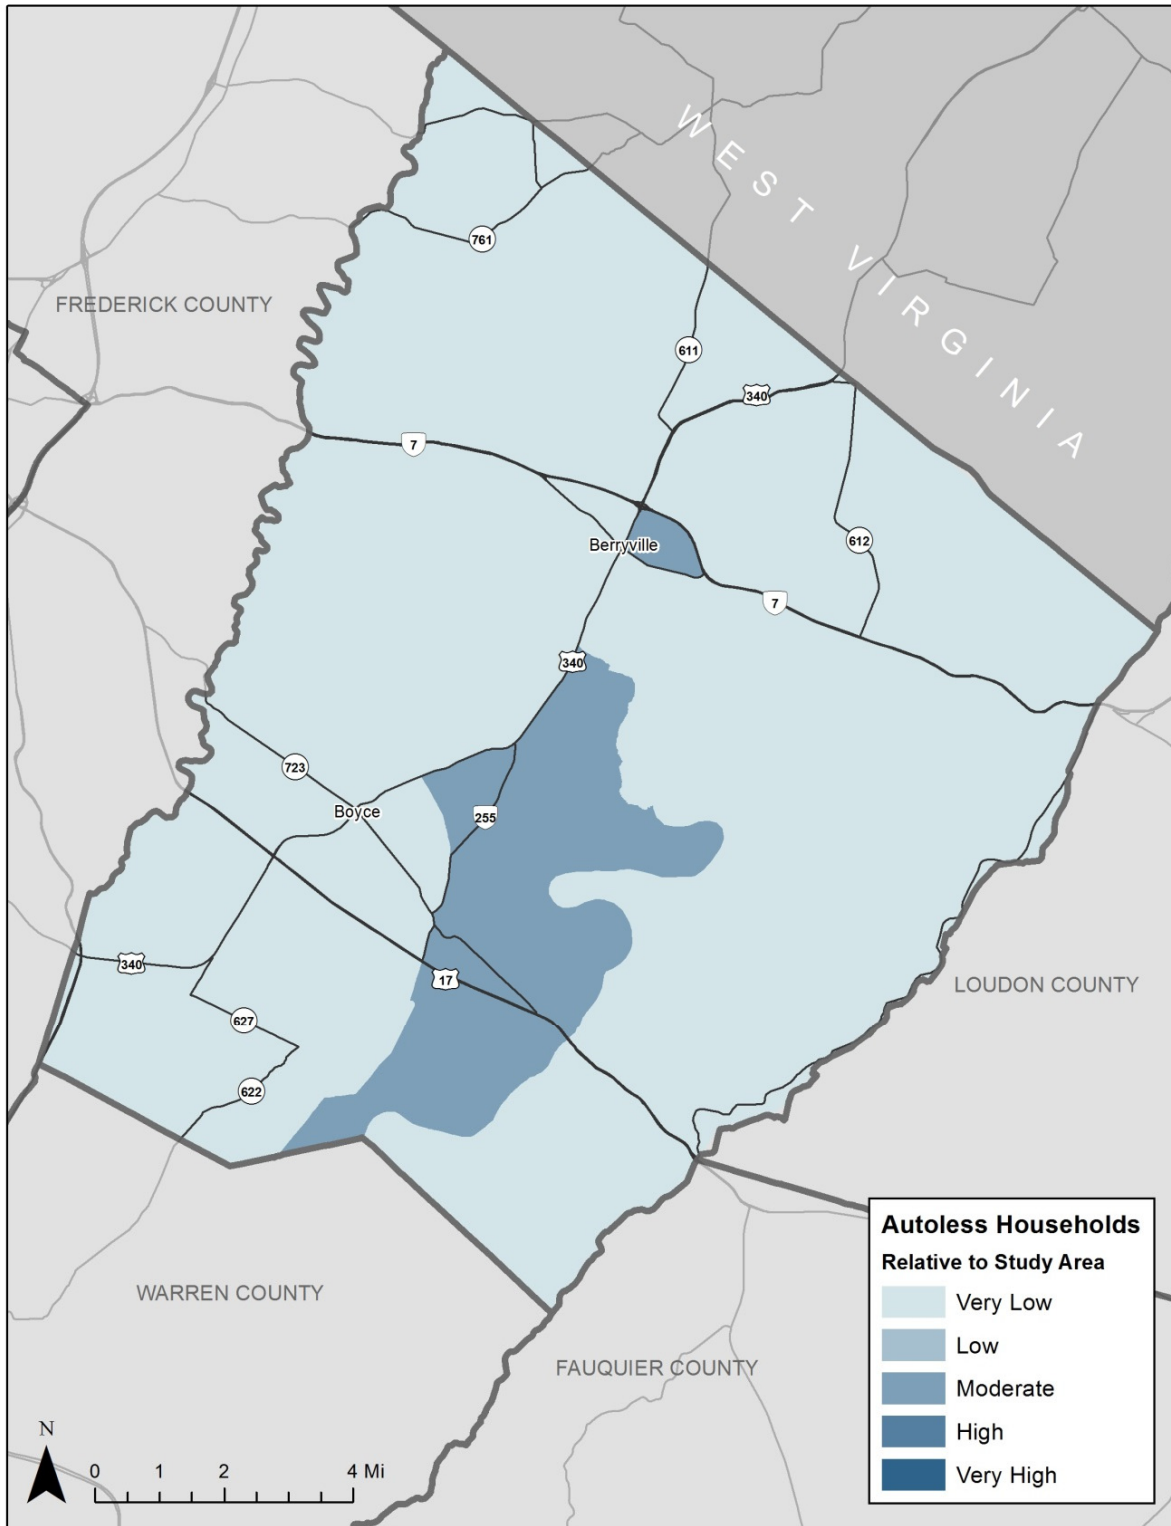 WEST VIRGINIA
761
FREDERICK COUNTY
611
340
7
Berryville
612
7
340
723
Boyce
255
340
17
LOUDON COUNTY
627
622
WARREN COUNTY
FAUQUIER COUNTY
Autoless Households
Relative to Study Area
Very Low
Low
Moderate
High
Very High
N
0 1 2 4 Mi